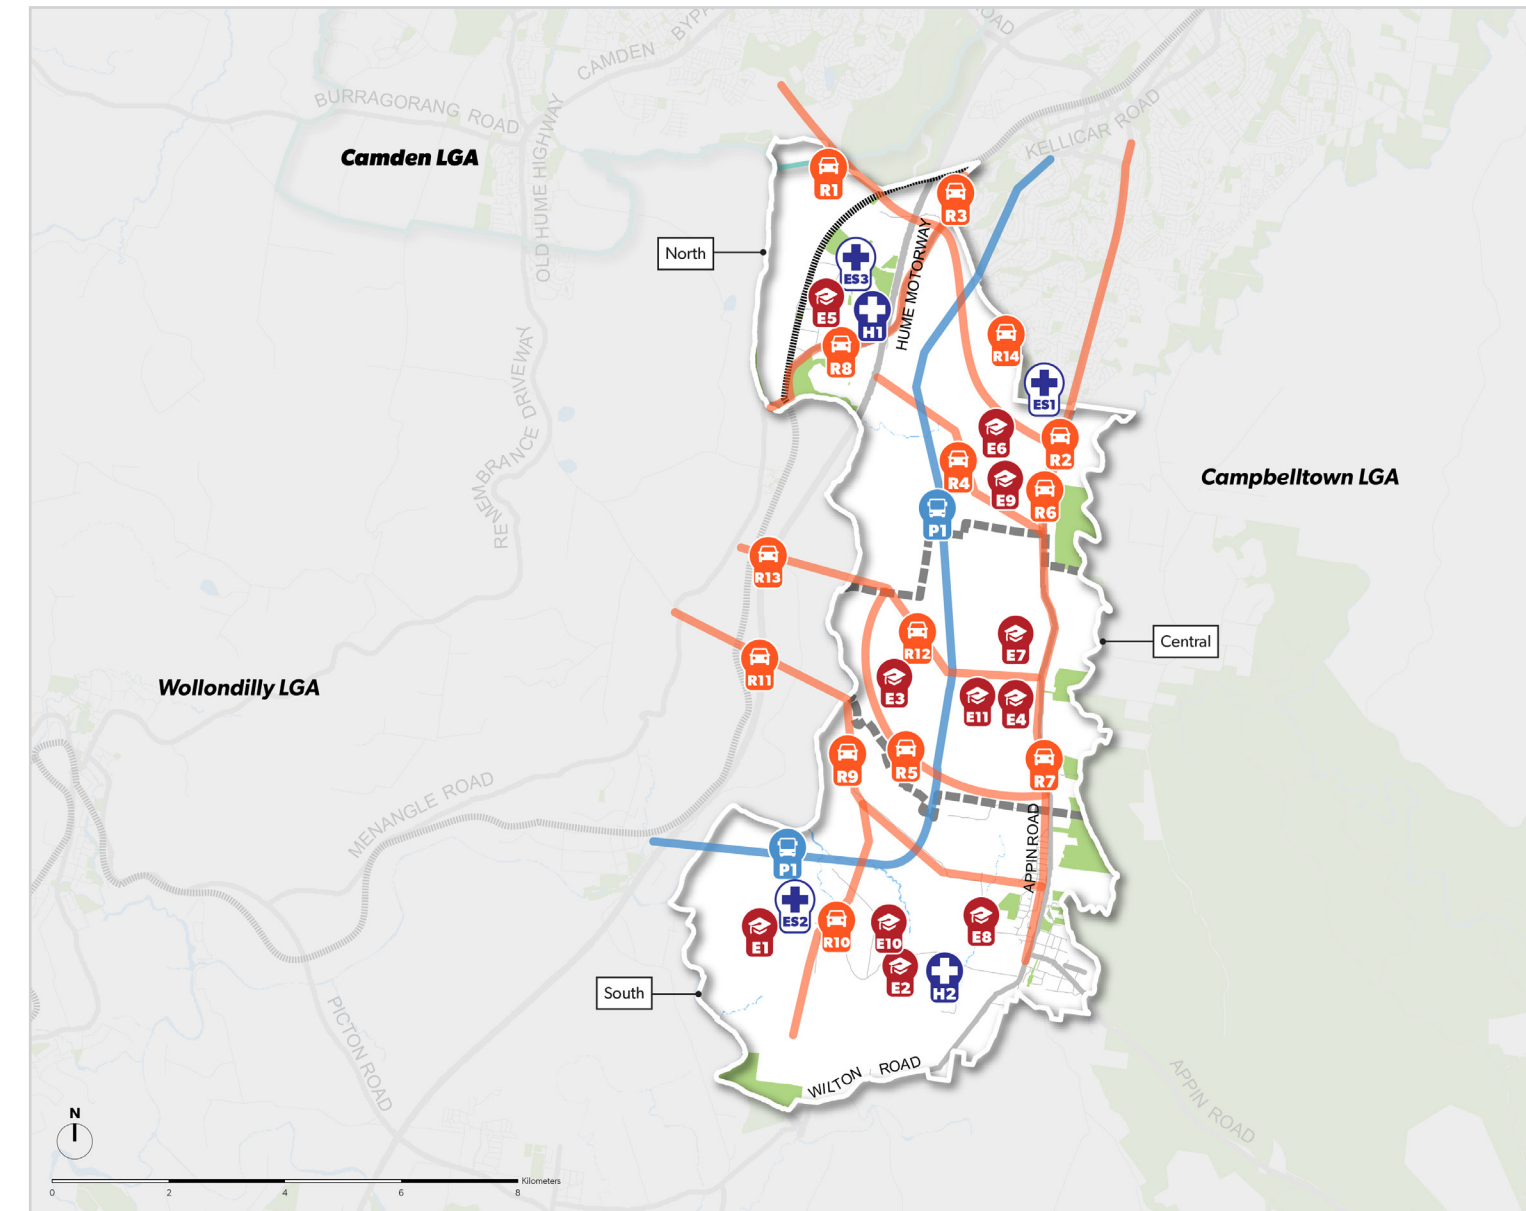 CAMDEN BYP
ROAD
BURRAGORANG ROAD
OLD HUME HIGHWAY
KELLICAR ROAD
Camden LGA
R1
R3
North
HUME MOTORWAY
ES3
E5
H1
R8
R14
ES1
REMEMBRANCE DRIVEWAY
E6
R2
R4
E9
R6
Campbelltown LGA
P1
R13
R12
E7
Central
R11
E3
E11
E4
Wollondilly LGA
R9
R5
R7
MENANGLE ROAD
APPIN ROAD
P1
ES2
E1
R10
E10
E8
E2
H2
South
PICTON ROAD
WILTON ROAD
APPIN ROAD
N
Kilometers
0 2 4 6 8